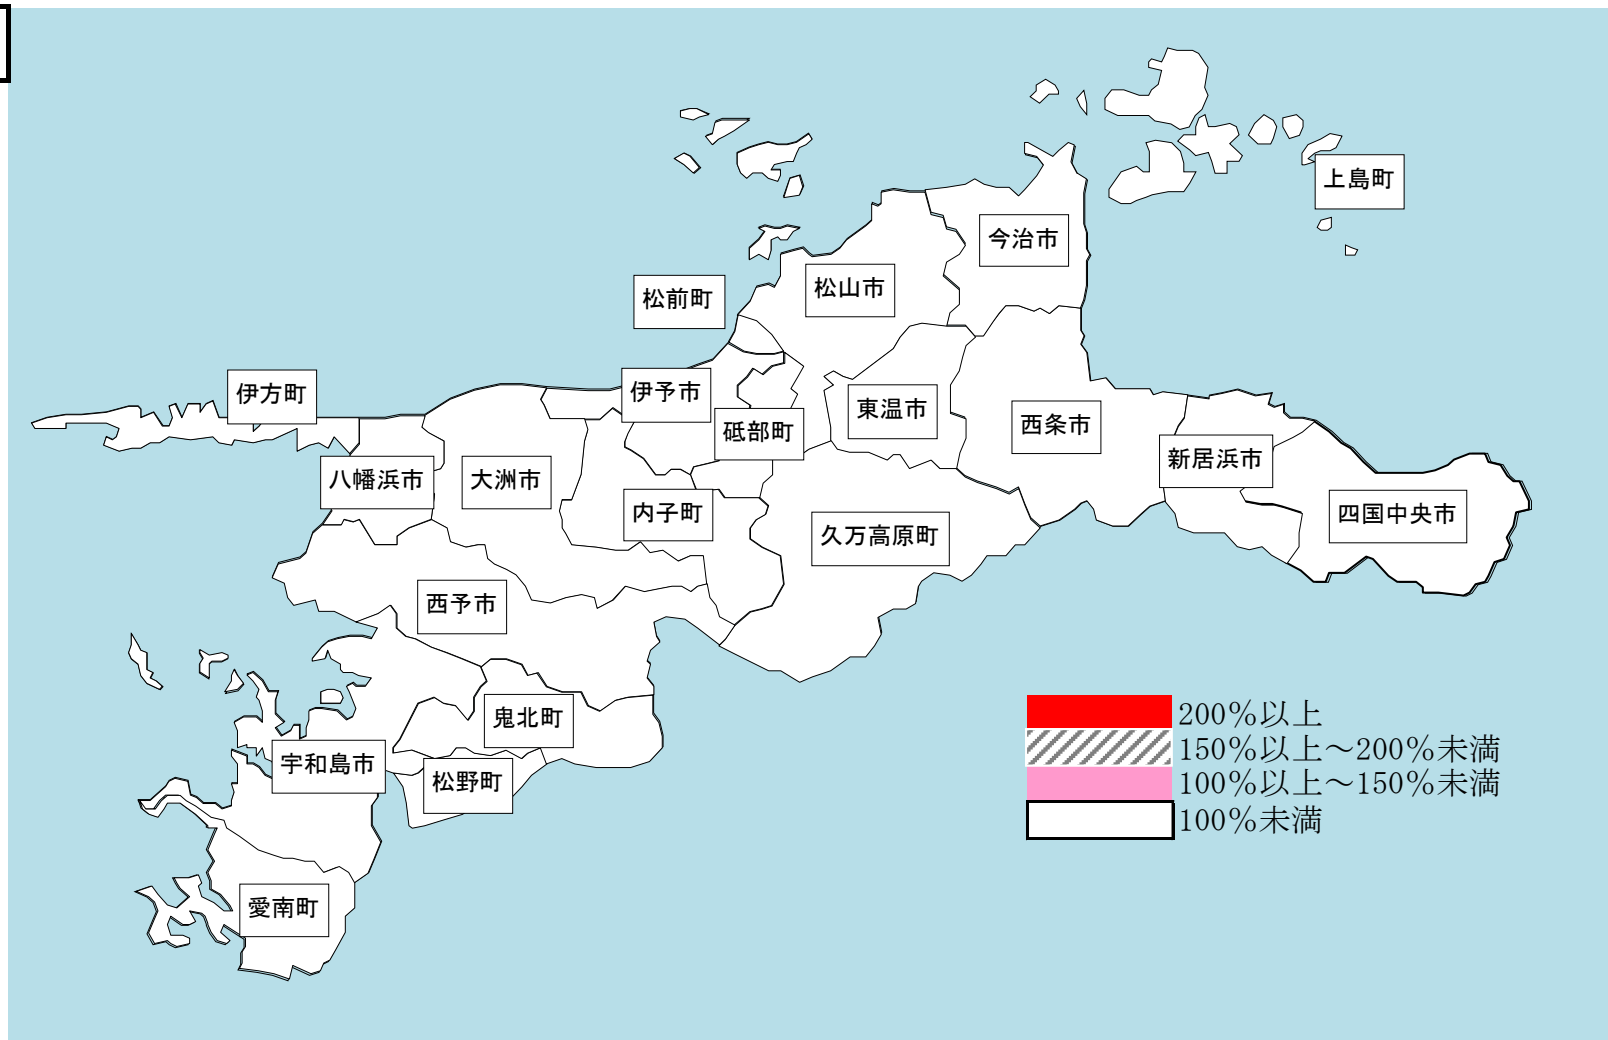 上島町
今治市
松山市
松前町
伊予市
伊方町
東温市
砥部町
西条市
新居浜市
八幡浜市
大洲市
内子町
久万高原町
四国中央市
西予市
鬼北町
宇和島市
松野町
愛南町
200％以上
150％以上～200％未満
100％以上～150％未満
100％未満